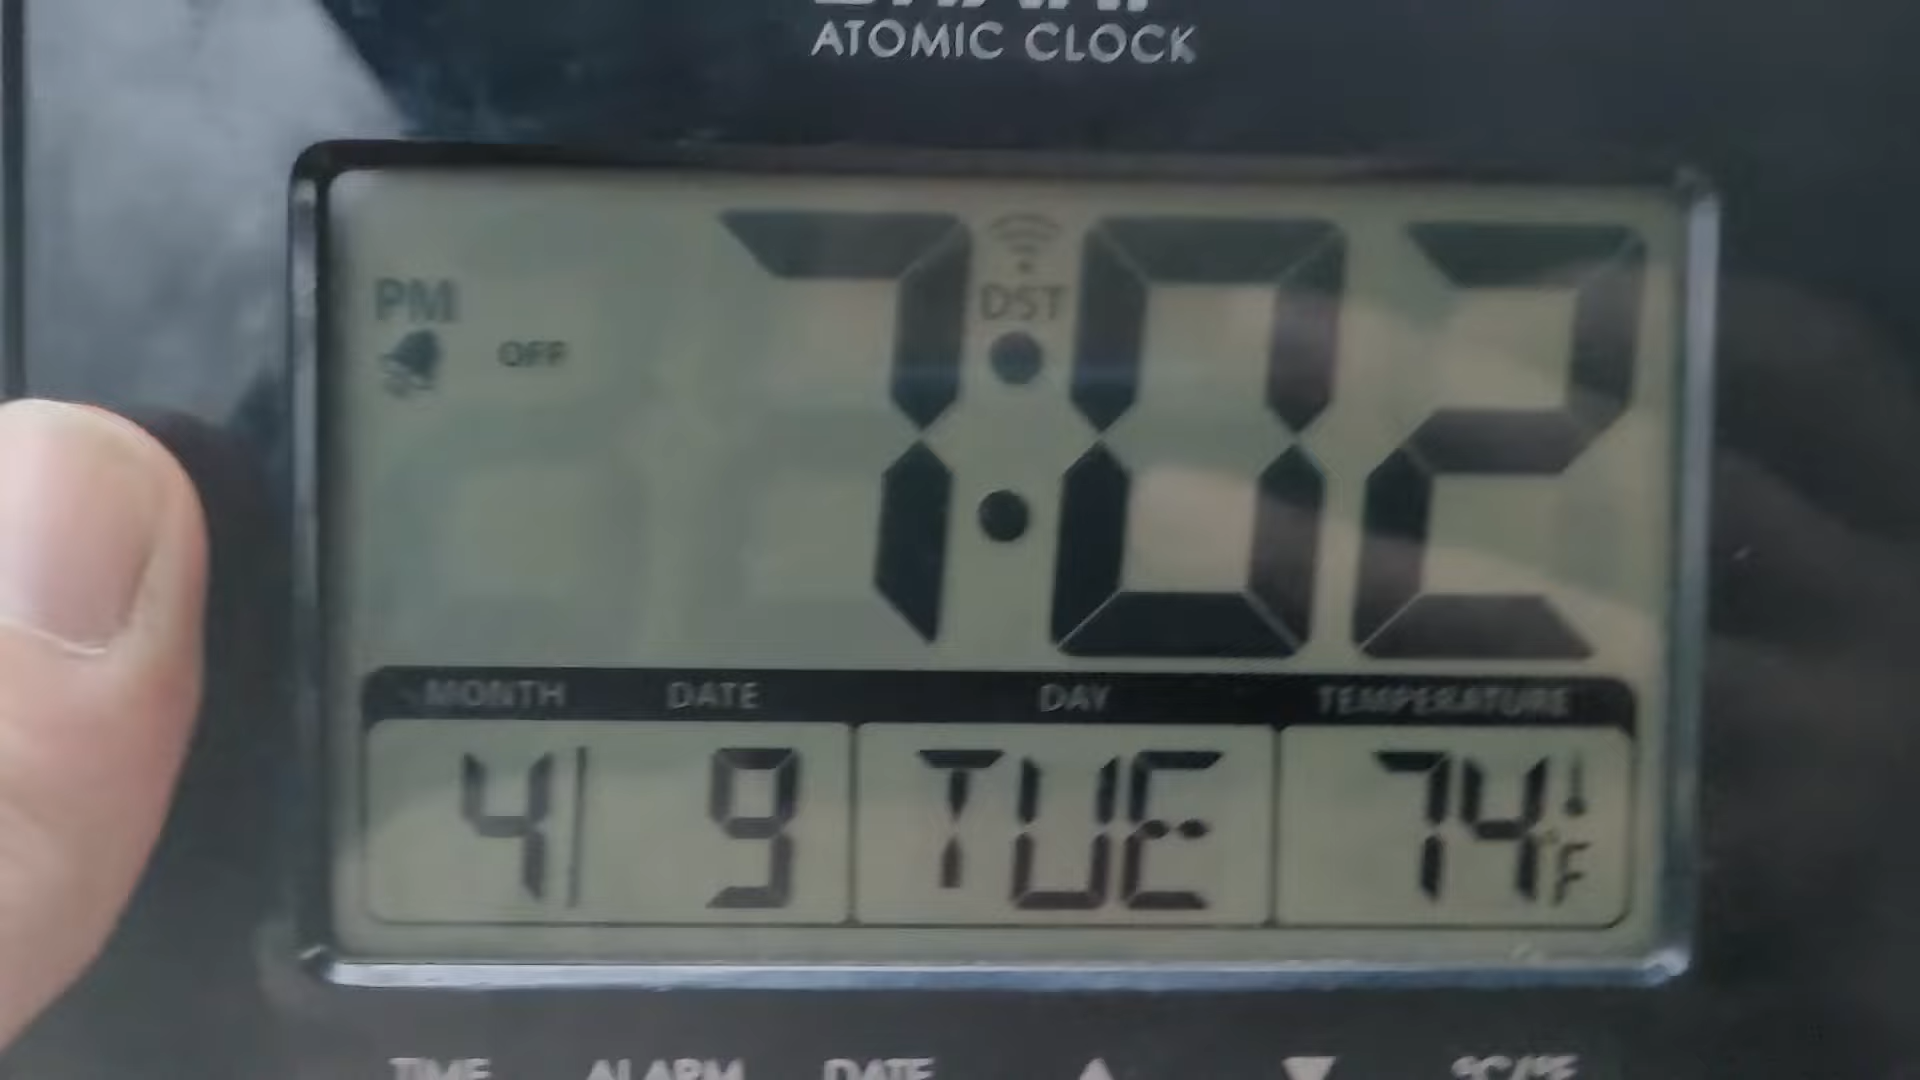 ATOMIC CLOCK
PM
OFF
DST
7:02
MONTH DATE DAY TEMPERATURE
4| 9 TUE 74°F
TIME ALARM DATE ▲ ▼ °C/°F